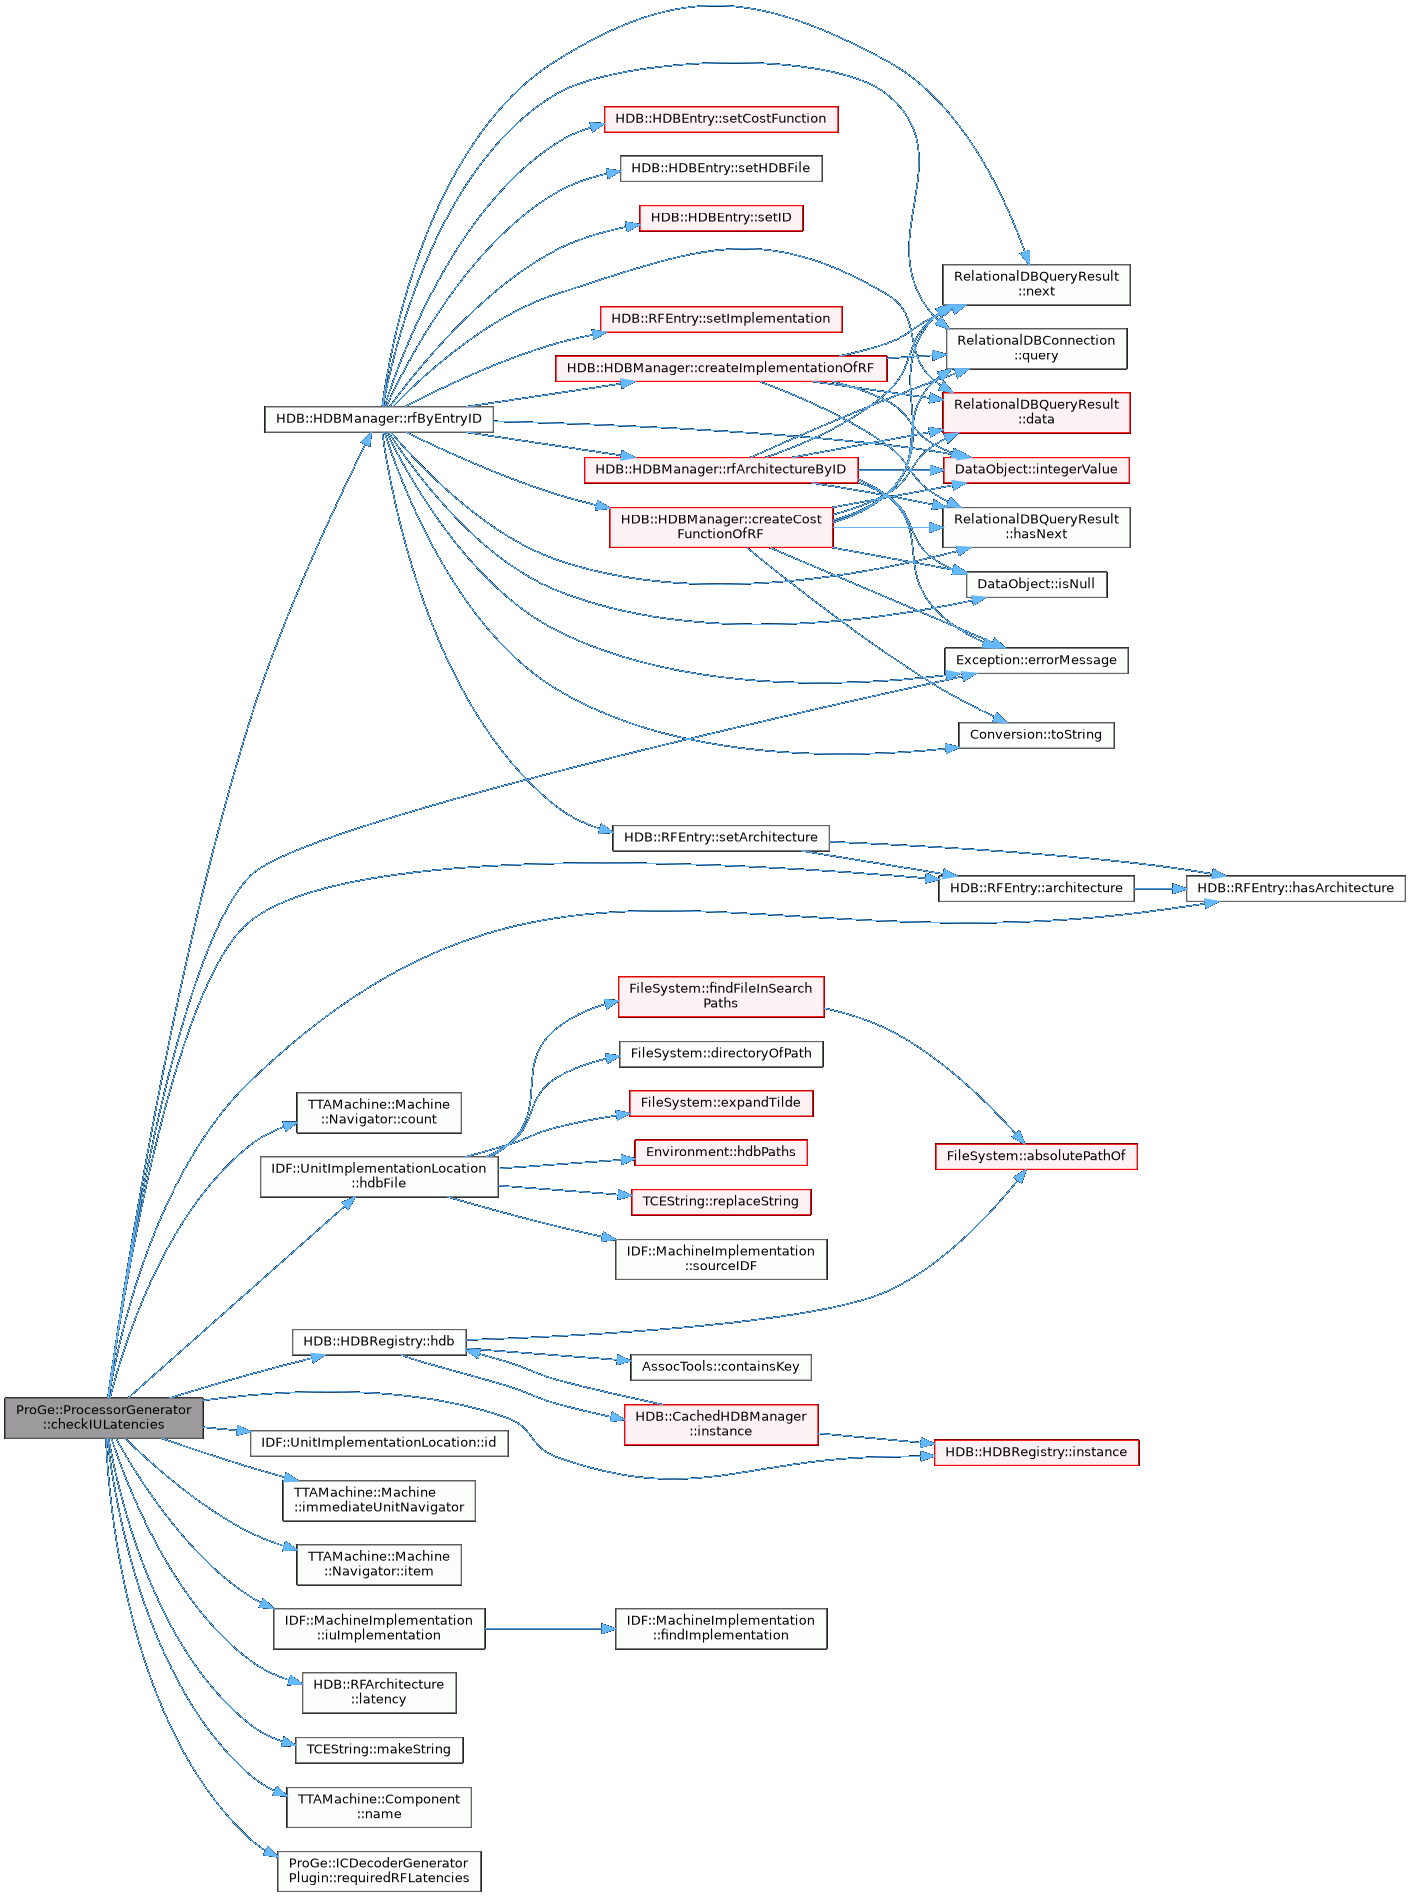 HDB::HDBEntry::setCostFunction
HDB::HDBEntry::setHDBFile
HDB::HDBEntry::setID
RelationalDBQueryResult
::next
HDB::RFEntry::setImplementation
RelationalDBConnection
::query
HDB::HDBManager::createImplementationOfRF
RelationalDBQueryResult
::data
HDB::HDBManager::rfByEntryID
HDB::HDBManager::rfArchitectureByID
DataObject::integerValue
HDB::HDBManager::createCost
FunctionOfRF
RelationalDBQueryResult
::hasNext
DataObject::isNull
Exception::errorMessage
Conversion::toString
HDB::RFEntry::setArchitecture
HDB::RFEntry::architecture
HDB::RFEntry::hasArchitecture
FileSystem::findFileInSearch
Paths
FileSystem::directoryOfPath
TTAMachine::Machine
::Navigator::count
FileSystem::expandTilde
Environment::hdbPaths
FileSystem::absolutePathOf
IDF::UnitImplementationLocation
::hdbFile
TCEString::replaceString
IDF::MachineImplementation
::sourceIDF
HDB::HDBRegistry::hdb
AssocTools::containsKey
ProGe::ProcessorGenerator
::checkIULatencies
HDB::CachedHDBManager
::instance
IDF::UnitImplementationLocation::id
HDB::HDBRegistry::instance
TTAMachine::Machine
::immediateUnitNavigator
TTAMachine::Machine
::Navigator::item
IDF::MachineImplementation
::iuImplementation
IDF::MachineImplementation
::findImplementation
HDB::RFArchitecture
::latency
TCEString::makeString
TTAMachine::Component
::name
ProGe::ICDecoderGenerator
Plugin::requiredRFLatencies